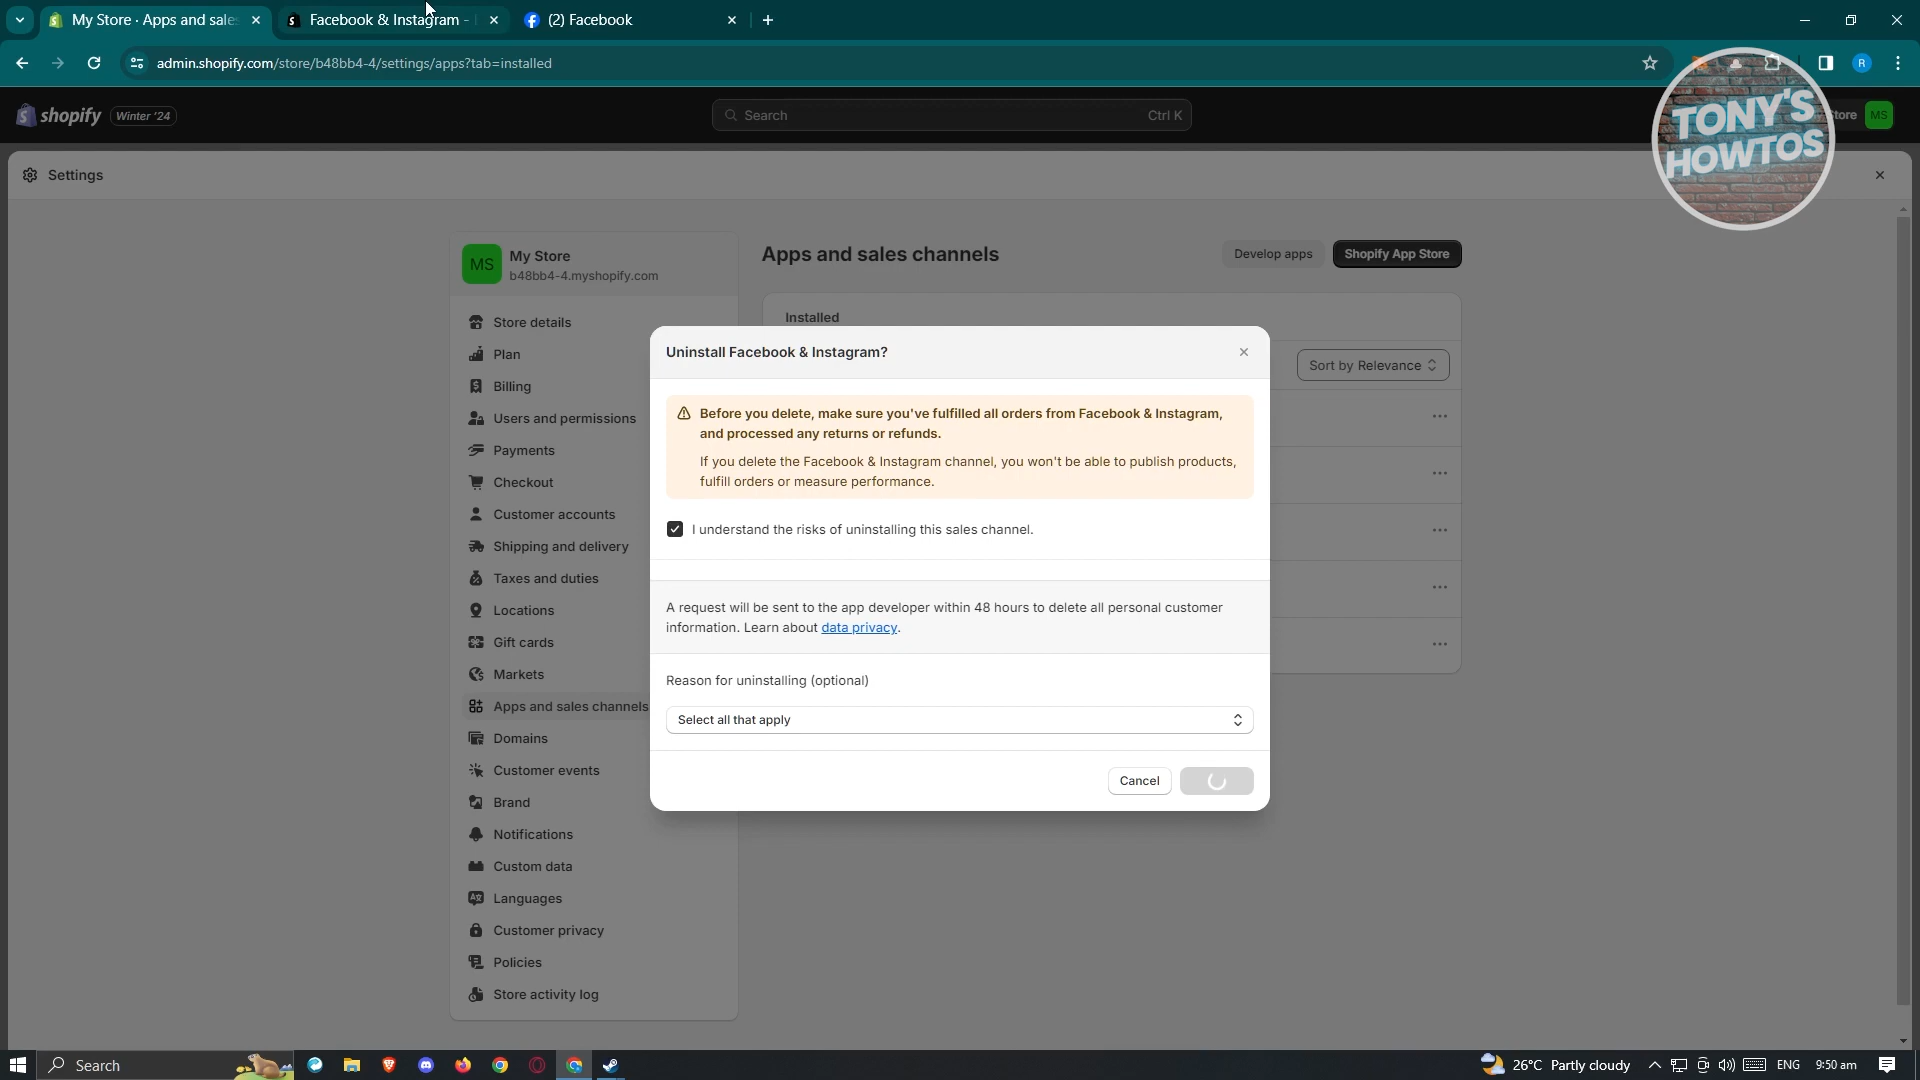 My Store · Apps and sales
Facebook & Instagram -
(2) Facebook
admin.shopify.com/store/b48bb4-4/settings/apps?tab=installed
R
shopify
Winter '24
Search
Ctrl K
tore
MS
TONY'S
HOWTOS
Settings
MS
My Store
b48bb4-4.myshopify.com
Apps and sales channels
Develop apps
Shopify App Store
Store details
Plan
Billing
Users and permissions
Payments
Checkout
Customer accounts
Shipping and delivery
Taxes and duties
Locations
Gift cards
Markets
Apps and sales channels
Domains
Customer events
Brand
Notifications
Custom data
Languages
Customer privacy
Policies
Store activity log
Installed
Sort by Relevance
Uninstall Facebook & Instagram?
Before you delete, make sure you've fulfilled all orders from Facebook & Instagram,
and processed any returns or refunds.
If you delete the Facebook & Instagram channel, you won't be able to publish products,
fulfill orders or measure performance.
I understand the risks of uninstalling this sales channel.
A request will be sent to the app developer within 48 hours to delete all personal customer
information. Learn about data privacy.
Reason for uninstalling (optional)
Select all that apply
Cancel
Search
26°C Partly cloudy
ENG
9:50 am